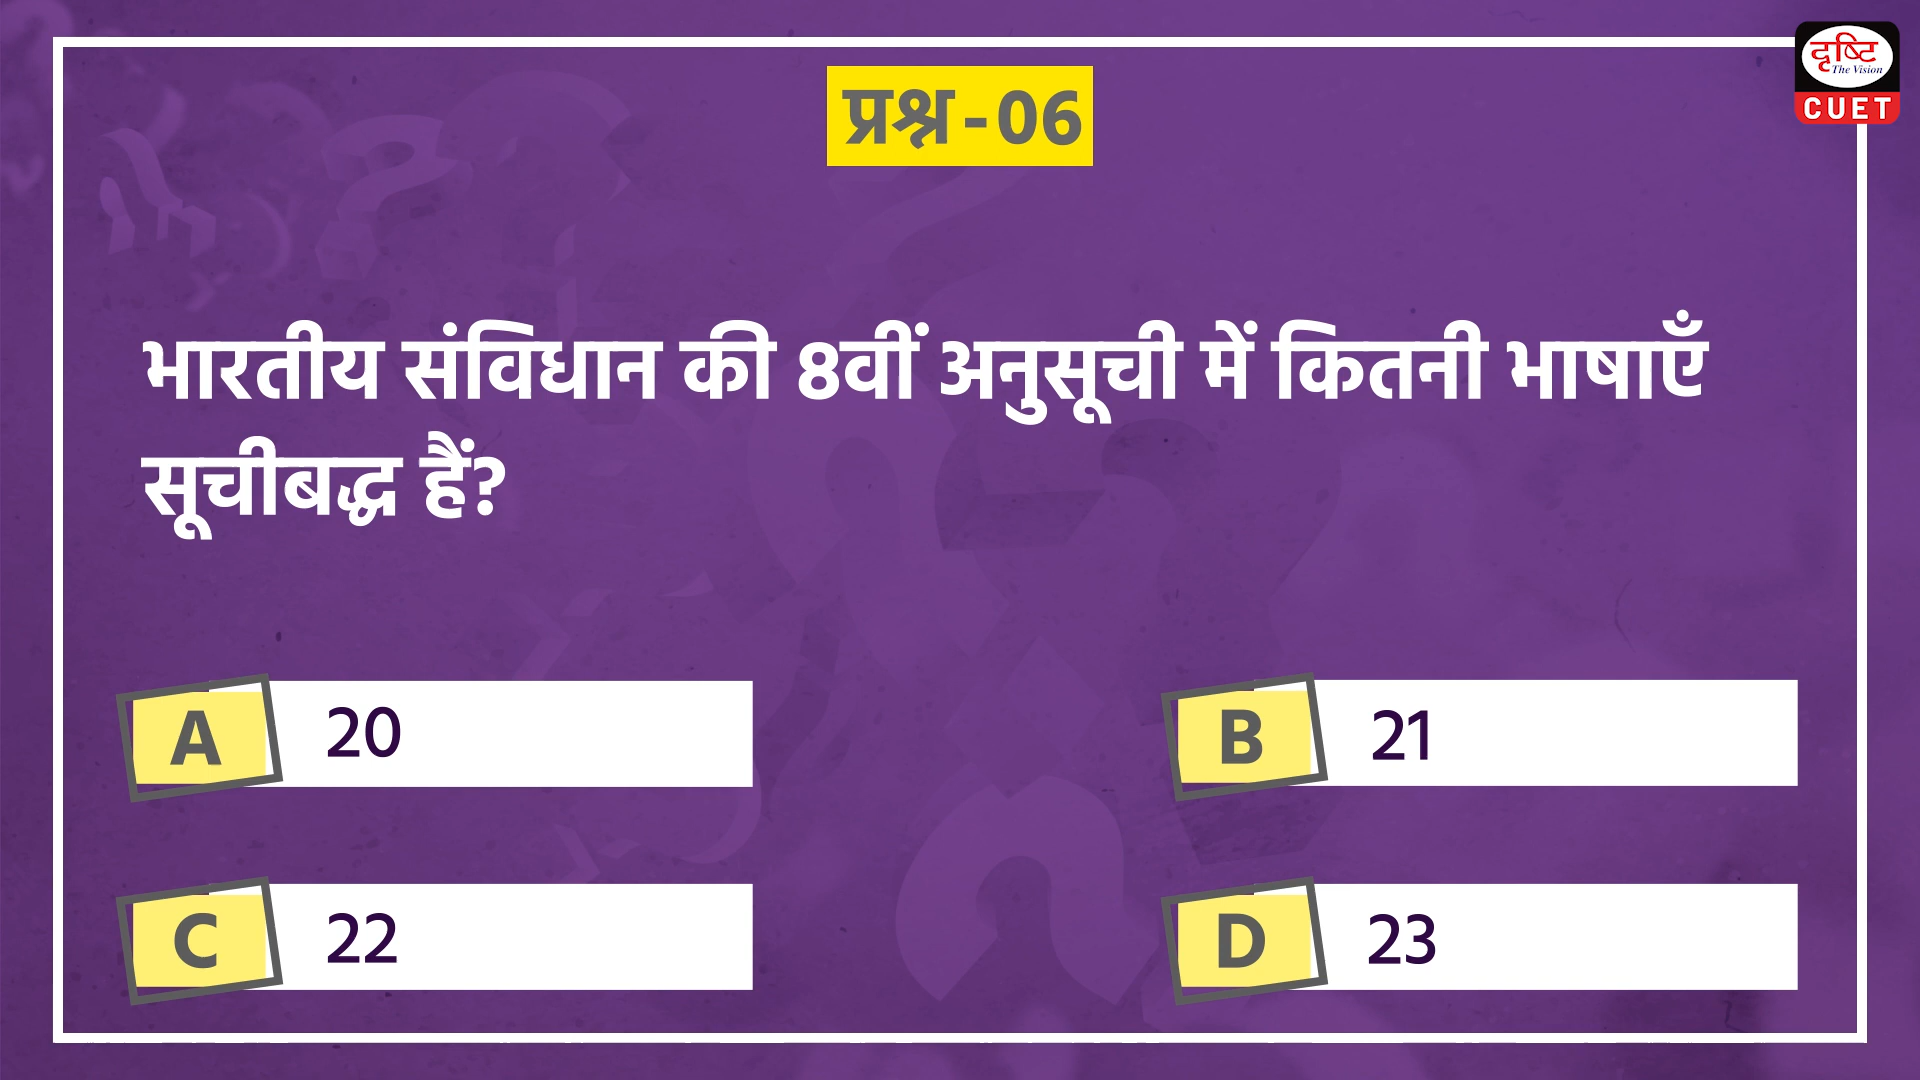 दृष्टि
The Vision
CUET
प्रश्न-06
भारतीय संविधान की 8वीं अनुसूची में कितनी भाषाएँ
सूचीबद्ध हैं?
A 20
B 21
C 22
D 23